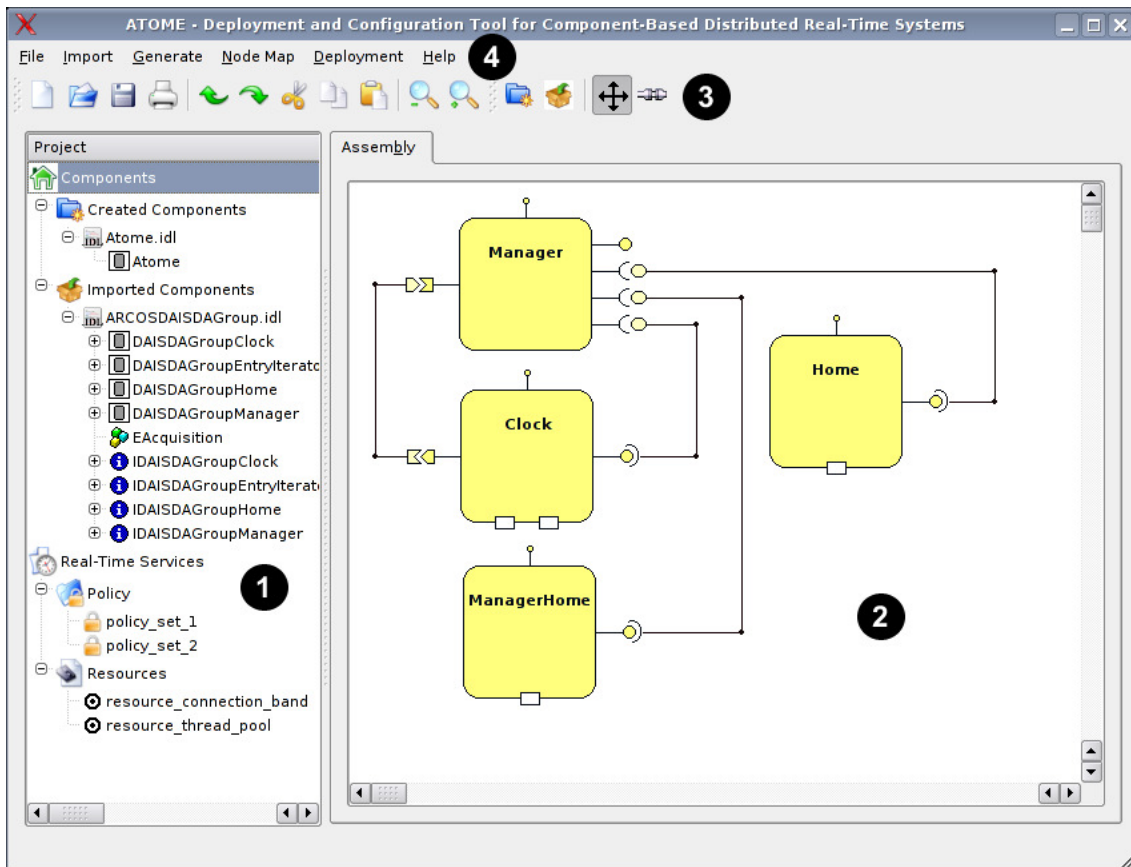 ATOME - Deployment and Configuration Tool for Component-Based Distributed Real-Time Systems
File Import Generate Node Map Deployment Help 4
3
Project
Components
Created Components
IDL Atome.idl
Atome
Imported Components
IDL ARCOSDAISDAGroup.idl
DAISDAGroupClock
DAISDAGroupEntryIterato
DAISDAGroupHome
DAISDAGroupManager
EAcquisition
IDAISDAGroupClock
IDAISDAGroupEntryIterat
IDAISDAGroupHome
IDAISDAGroupManager
Real-Time Services
1
Policy
policy_set_1
policy_set_2
Resources
resource_connection_band
resource_thread_pool
Assembly
Manager
Home
Clock
ManagerHome
2